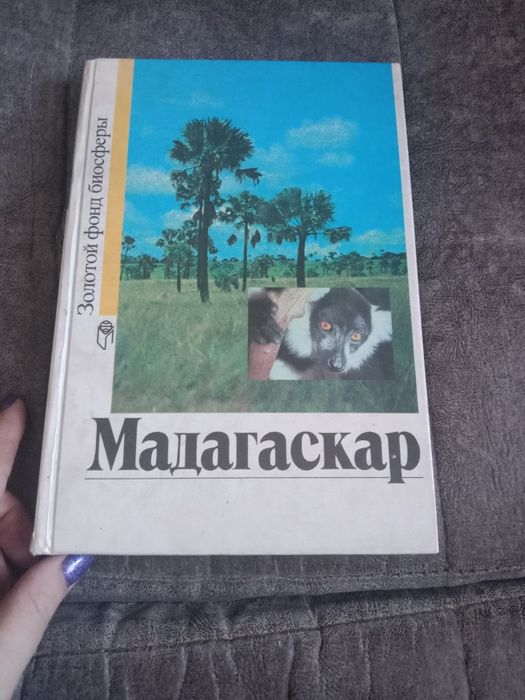 Золотой фонд биосферы
Мадагаскар